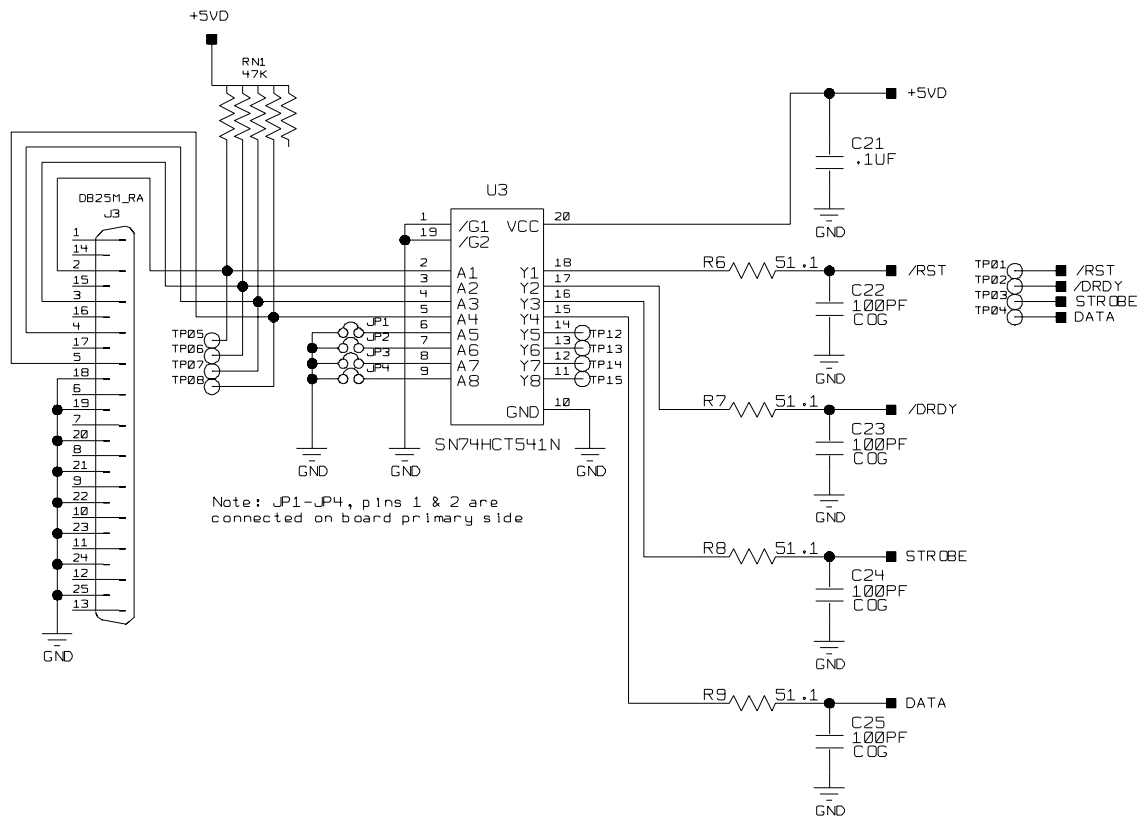 +5VD
RN1
47K
DB25M_RA
J3
1
14
2
15
3
16
4
17
5
18
6
19
7
20
8
21
9
22
10
23
11
24
12
25
13
GND
TP05
TP06
TP07
TP08
JP1
JP2
JP3
JP4
GND
GND
U3
1 /G1 VCC 20
19 /G2
2 A1 Y1 18
3 A2 Y2 17
4 A3 Y3 16
5 A4 Y4 15
6 A5 Y5 14 TP12
7 A6 Y6 13 TP13
8 A7 Y7 12 TP14
9 A8 Y8 11 TP15
GND 10
SN74HCT541N
GND
Note: JP1-JP4, pins 1 & 2 are
connected on board primary side
+5VD
C21
.1UF
GND
R6 51.1 /RST
C22
100PF
COG
GND
R7 51.1 /DRDY
C23
100PF
COG
GND
R8 51.1 STROBE
C24
100PF
COG
GND
R9 51.1 DATA
C25
100PF
COG
GND
TP01 /RST
TP02 /DRDY
TP03 STROBE
TP04 DATA